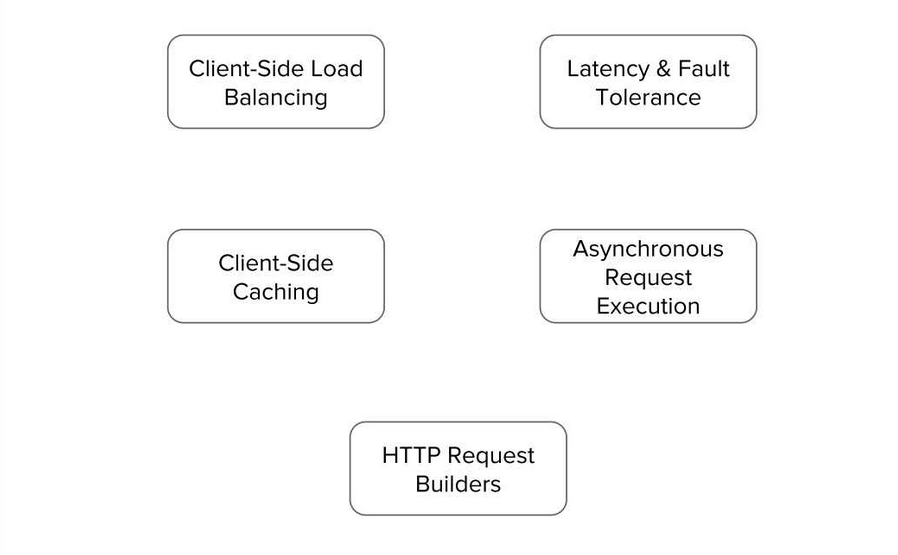 Client-Side Load
Balancing
Latency & Fault
Tolerance
Client-Side
Caching
Asynchronous
Request
Execution
HTTP Request
Builders